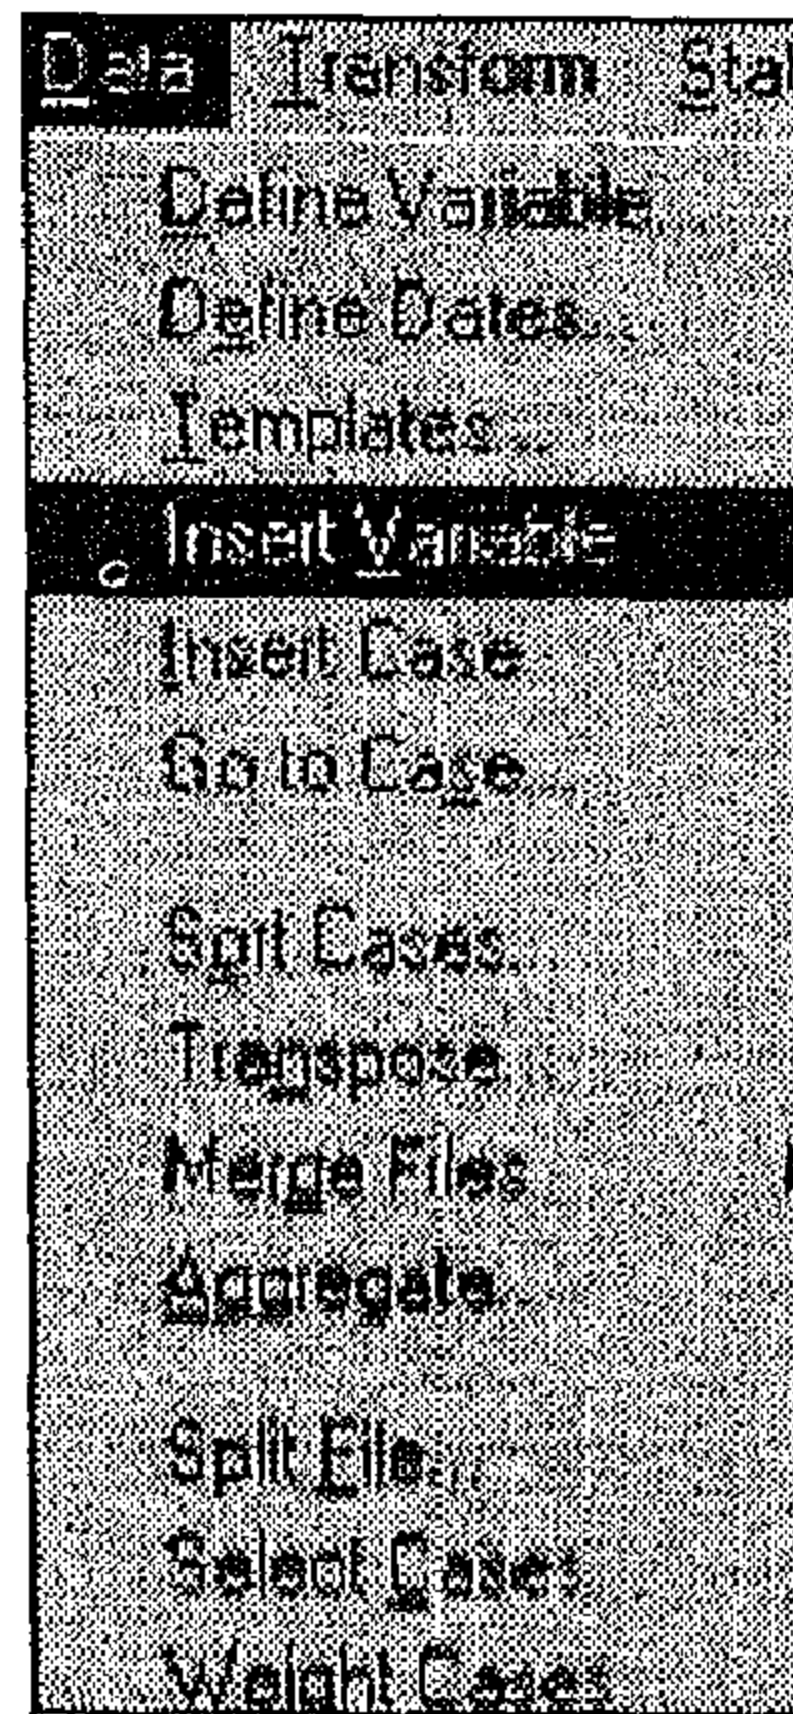 Data Transform Stat
Define Variable...
Define Dates...
Templates...
Insert Variable
Insert Case
Go to Case...
Sort Cases...
Transpose...
Merge Files
Aggregate...
Split File...
Select Cases...
Weight Cases...